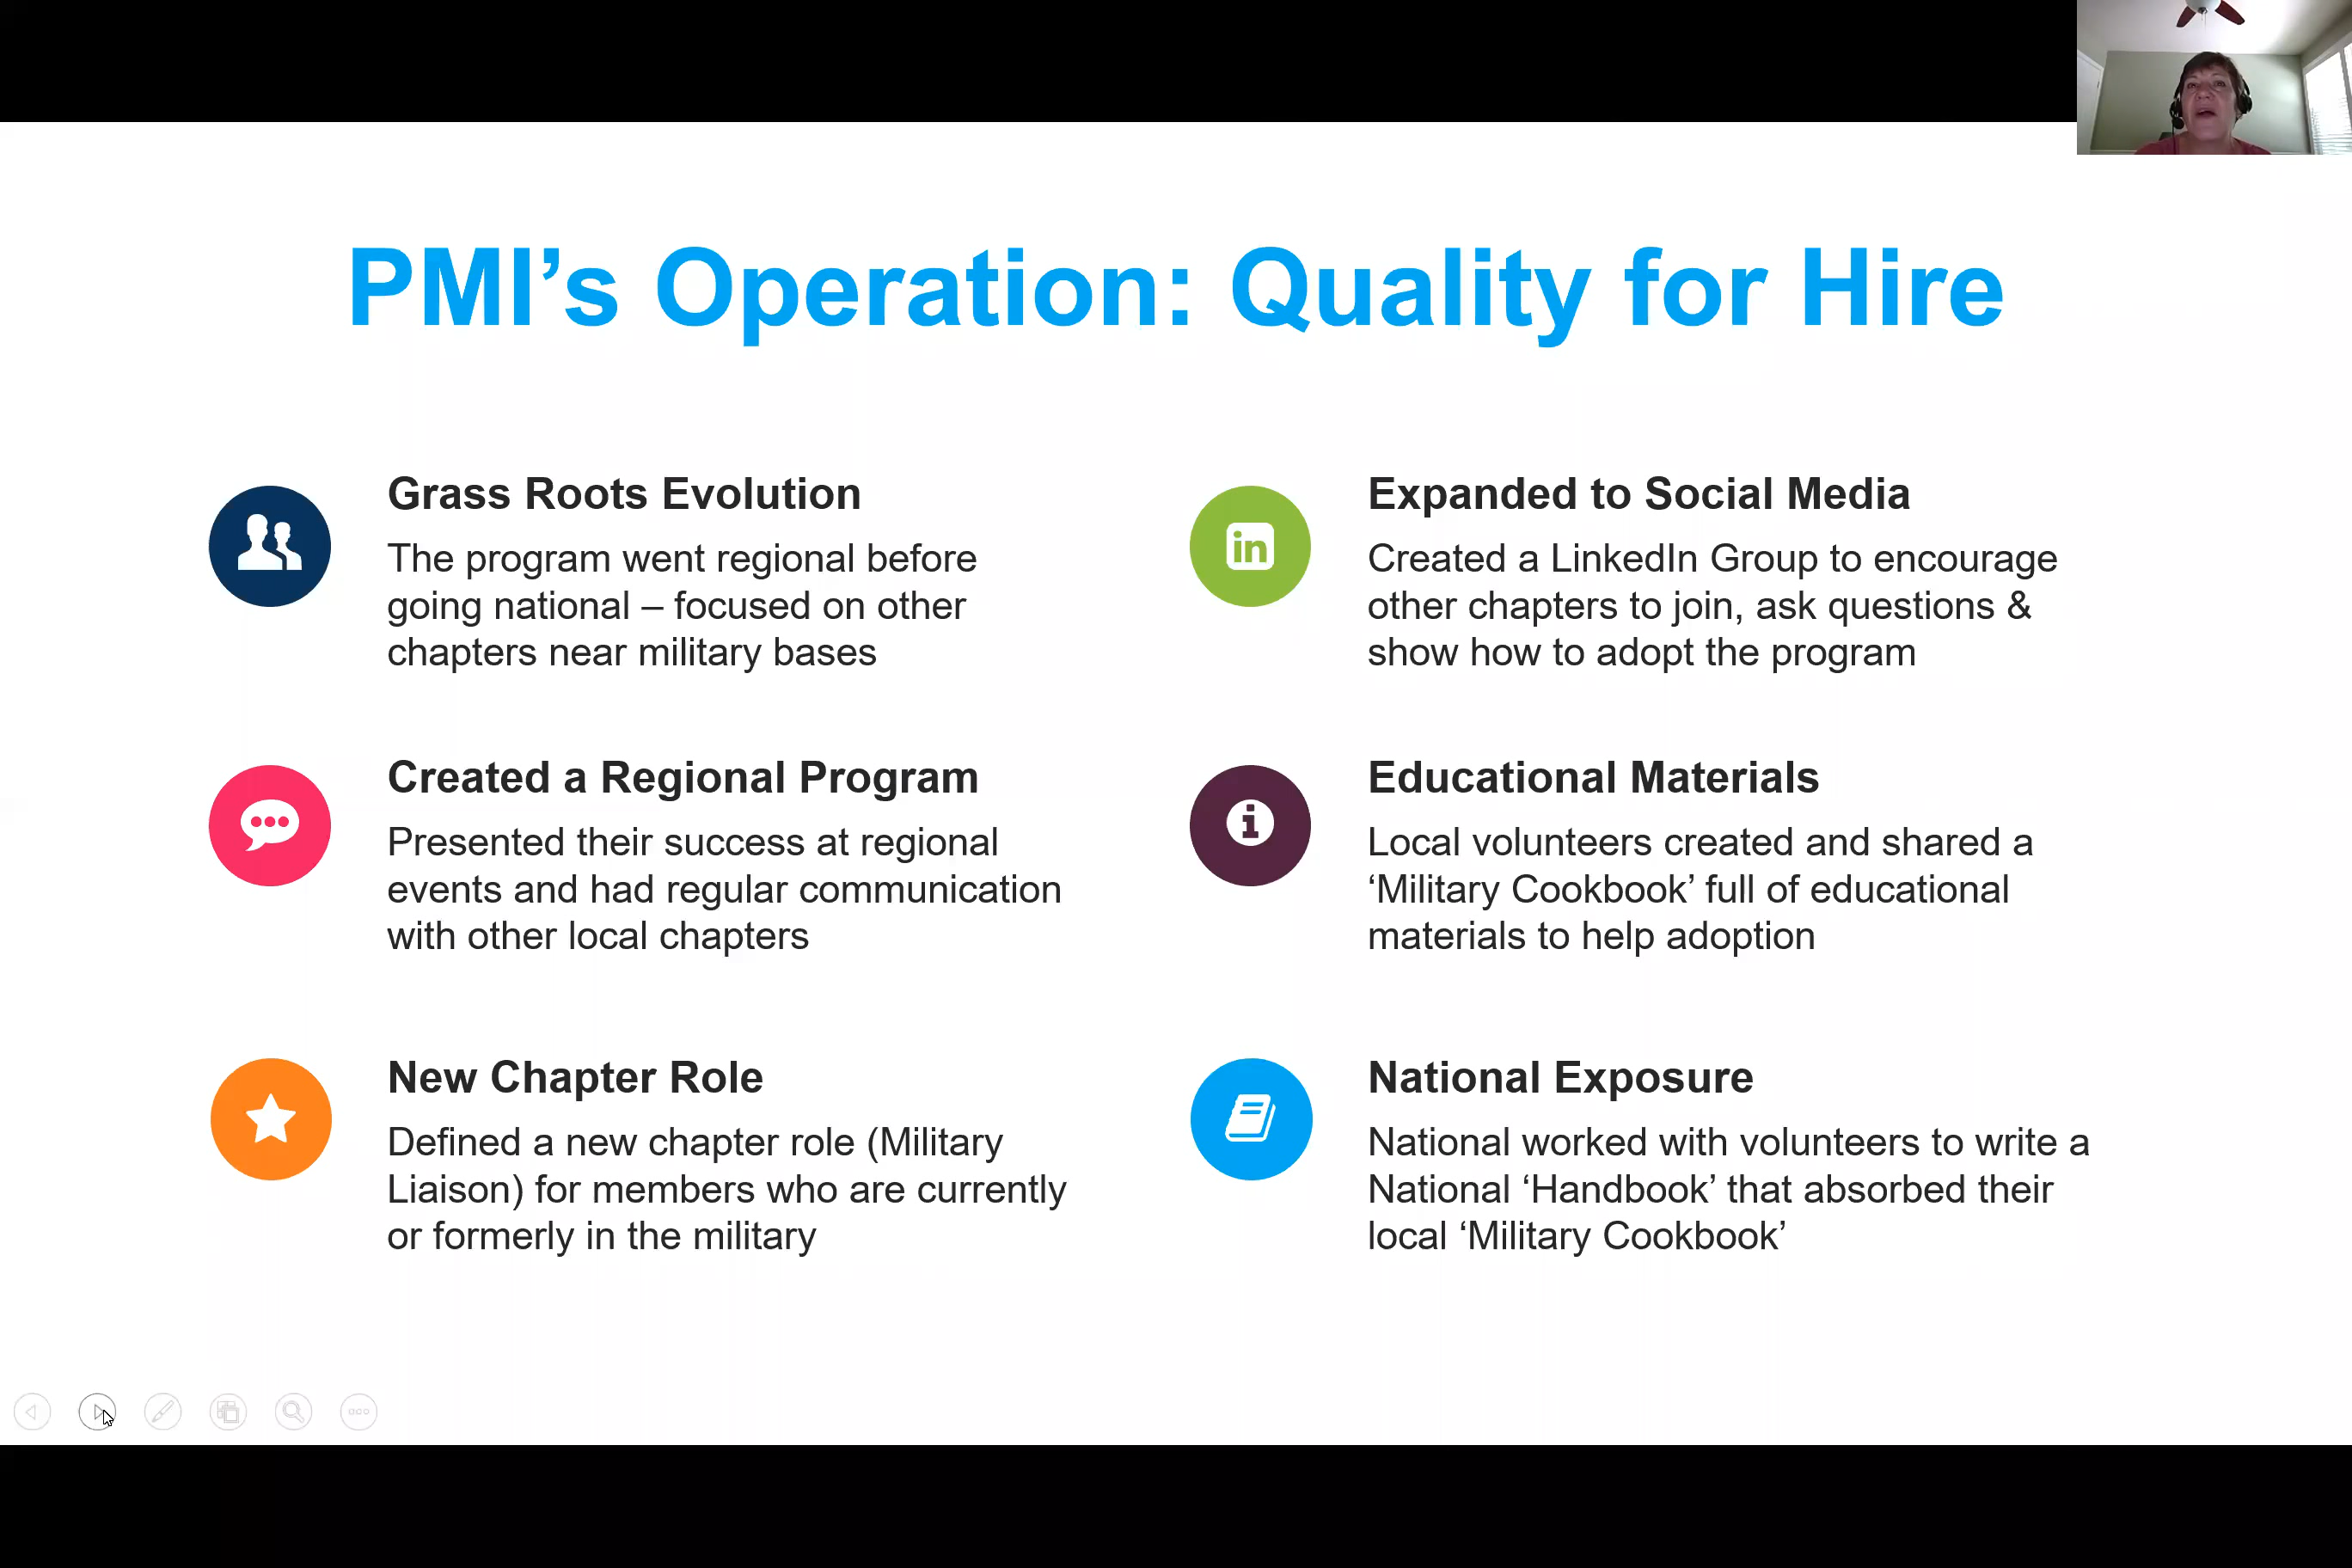 PMI’s Operation: Quality for Hire
Grass Roots Evolution
The program went regional before
going national – focused on other
chapters near military bases
Created a Regional Program
Presented their success at regional
events and had regular communication
with other local chapters
New Chapter Role
Defined a new chapter role (Military
Liaison) for members who are currently
or formerly in the military
in
Expanded to Social Media
Created a LinkedIn Group to encourage
other chapters to join, ask questions &
show how to adopt the program
i
Educational Materials
Local volunteers created and shared a
‘Military Cookbook’ full of educational
materials to help adoption
National Exposure
National worked with volunteers to write a
National ‘Handbook’ that absorbed their
local ‘Military Cookbook’